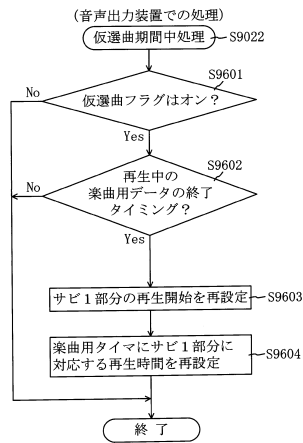 (音声出力装置での処理)
仮選曲期間中処理
S9022
S9601
No
仮選曲フラグはオン?
Yes
S9602
No
再生中の
楽曲用データの終了
タイミング?
Yes
サビ1部分の再生開始を再設定
S9603
楽曲用タイマにサビ1部分に
対応する再生時間を再設定
S9604
終了